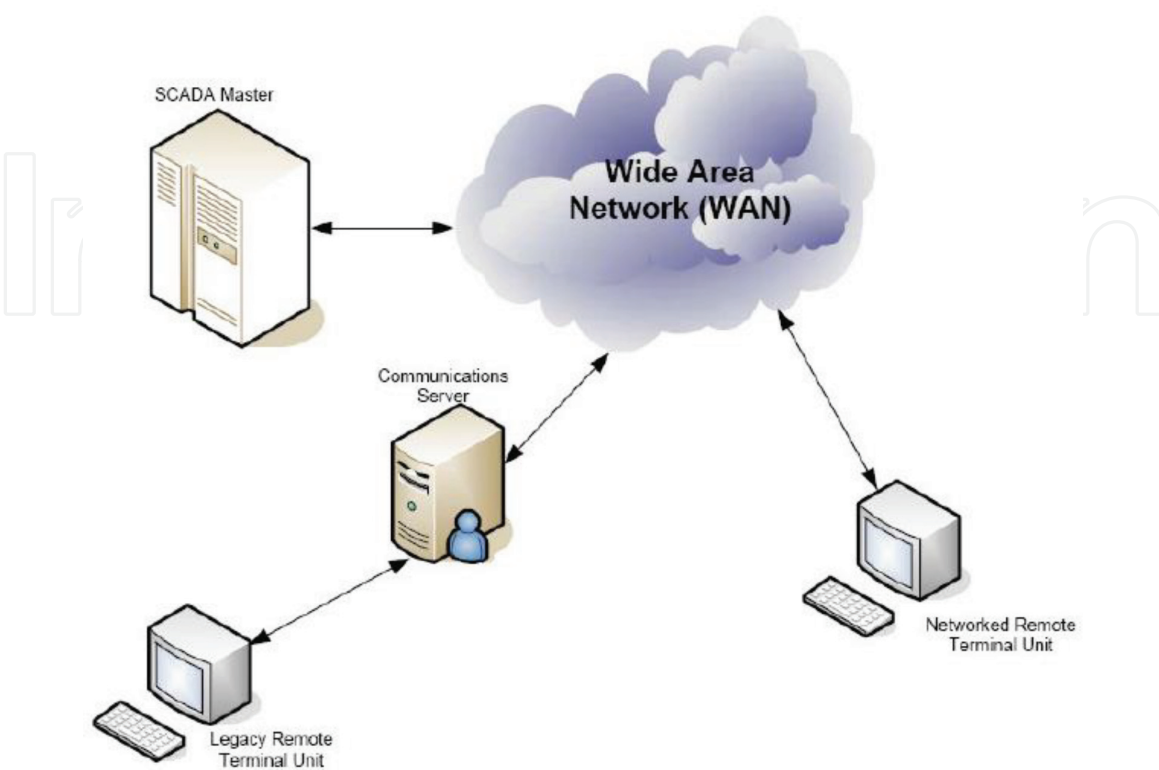 SCADA Master
Wide Area
Network (WAN)
Communications
Server
Networked Remote
Terminal Unit
Legacy Remote
Terminal Unit